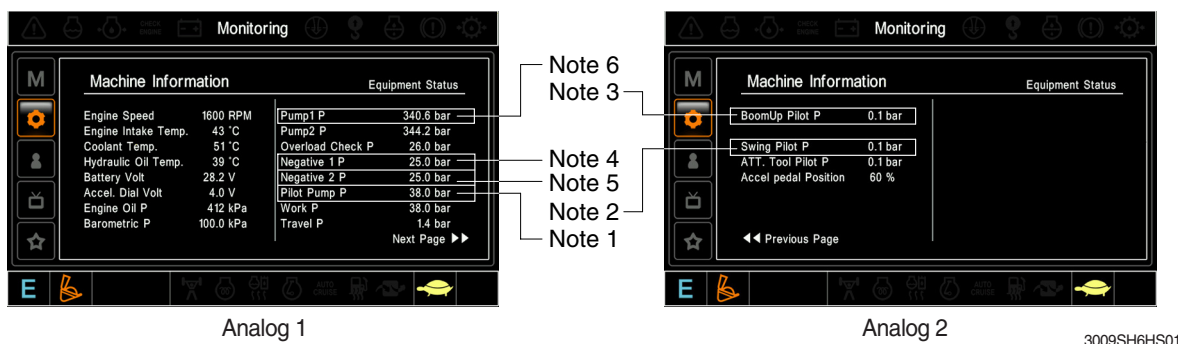 Monitoring
CHECK ENGINE
M
Machine Information
Equipment Status
Engine Speed 1600 RPM
Engine Intake Temp. 43 ˚C
Coolant Temp. 51 ˚C
Hydraulic Oil Temp. 39 ˚C
Battery Volt 28.2 V
Accel. Dial Volt 4.0 V
Engine Oil P 412 kPa
Barometric P 100.0 kPa
Pump1 P 340.6 bar
Pump2 P 344.2 bar
Overload Check P 26.0 bar
Negative 1 P 25.0 bar
Negative 2 P 25.0 bar
Pilot Pump P 38.0 bar
Work P 38.0 bar
Travel P 1.4 bar
Next Page
E
AUTO CRUISE
Analog 1
Note 6
Note 3
Note 4
Note 5
Note 2
Note 1
Monitoring
CHECK ENGINE
M
Machine Information
Equipment Status
BoomUp Pilot P 0.1 bar
Swing Pilot P 0.1 bar
ATT. Tool Pilot P 0.1 bar
Accel pedal Position 60 %
Previous Page
E
AUTO CRUISE
Analog 2
3009SH6HS01